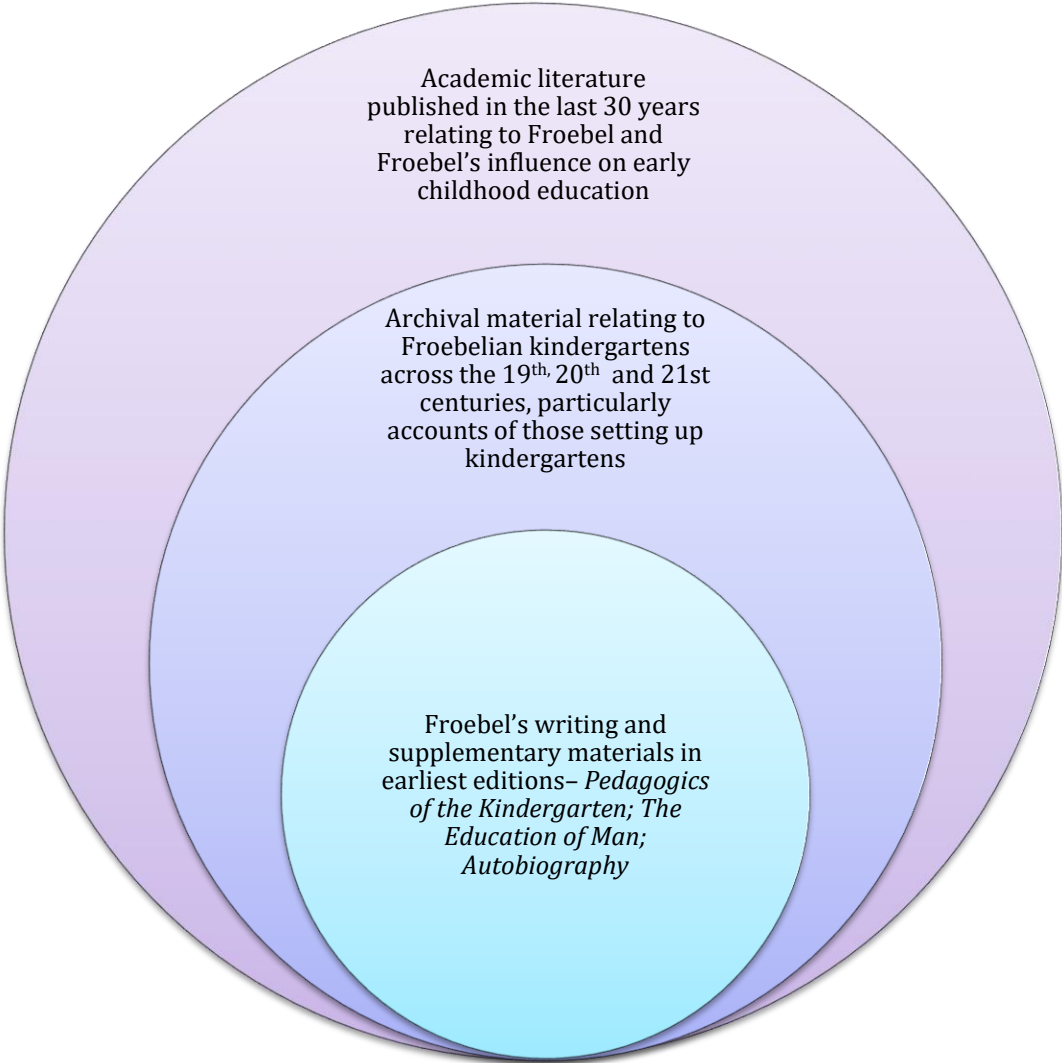 Academic literature
published in the last 30 years
relating to Froebel and
Froebel’s influence on early
childhood education
Archival material relating to
Froebelian kindergartens
across the 19th, 20th and 21st
centuries, particularly
accounts of those setting up
kindergartens
Froebel’s writing and
supplementary materials in
earliest editions– Pedagogics
of the Kindergarten; The
Education of Man;
Autobiography